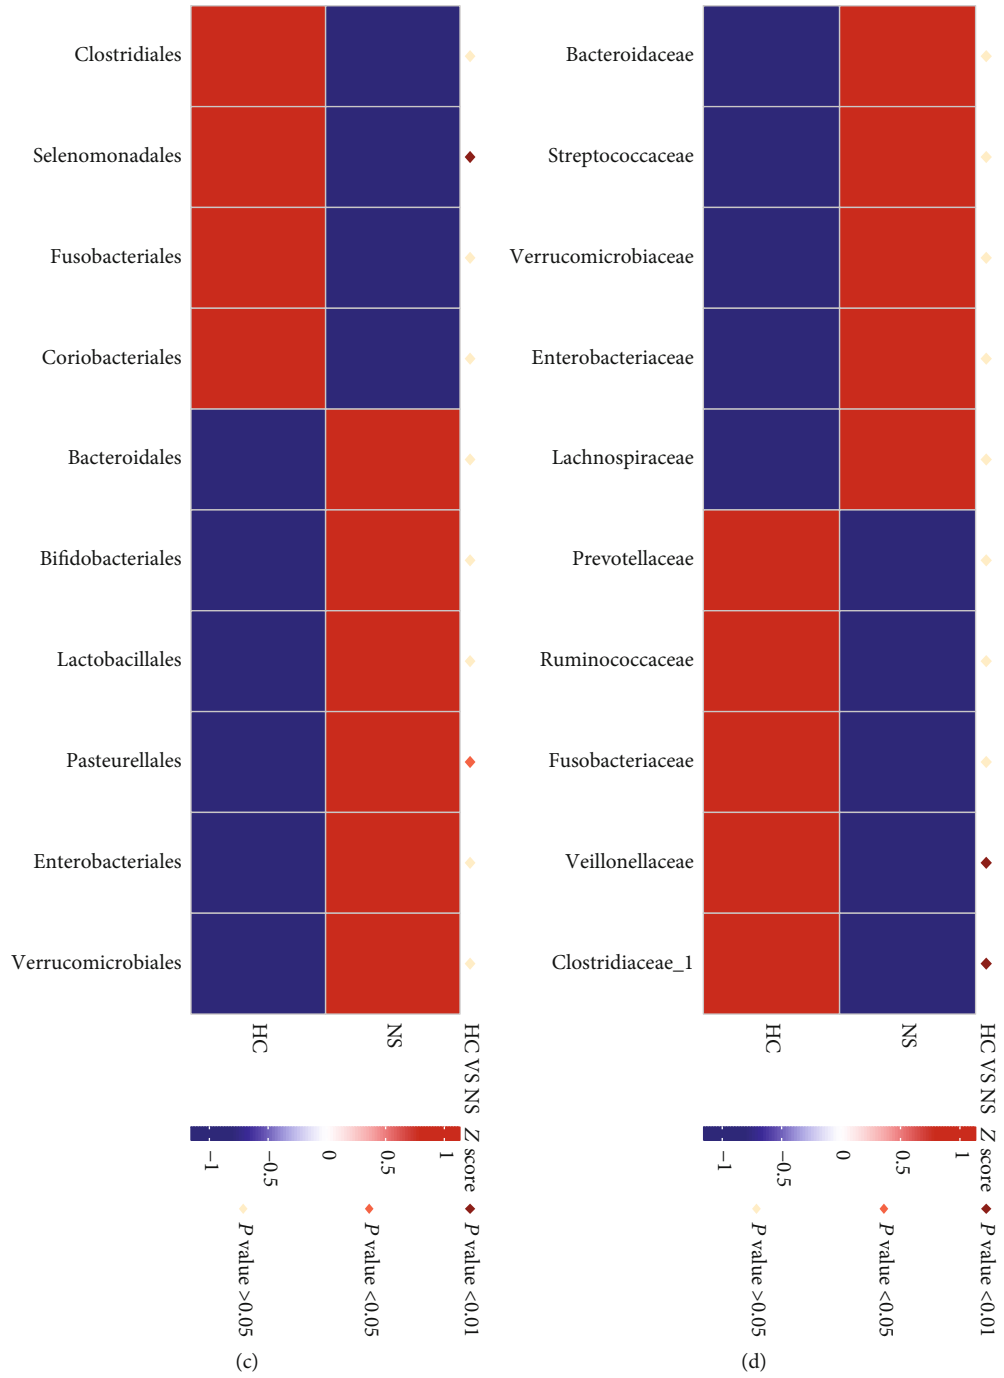 Clostridiales
Selenomonadales
Fusobacteriales
Coriobacteriales
Bacteroidales
Bifidobacteriales
Lactobacillales
Pasteurellales
Enterobacteriales
Verrucomicrobiales
HC
NS
HC VS NS
Z score
1
0.5
0
−0.5
−1
P value <0.01
P value <0.05
P value >0.05
(c)
Bacteroidaceae
Streptococcaceae
Verrucomicrobiaceae
Enterobacteriaceae
Lachnospiraceae
Prevotellaceae
Ruminococcaceae
Fusobacteriaceae
Veillonellaceae
Clostridiaceae_1
HC
NS
HC VS NS
Z score
1
0.5
0
−0.5
−1
P value <0.01
P value <0.05
P value >0.05
(d)